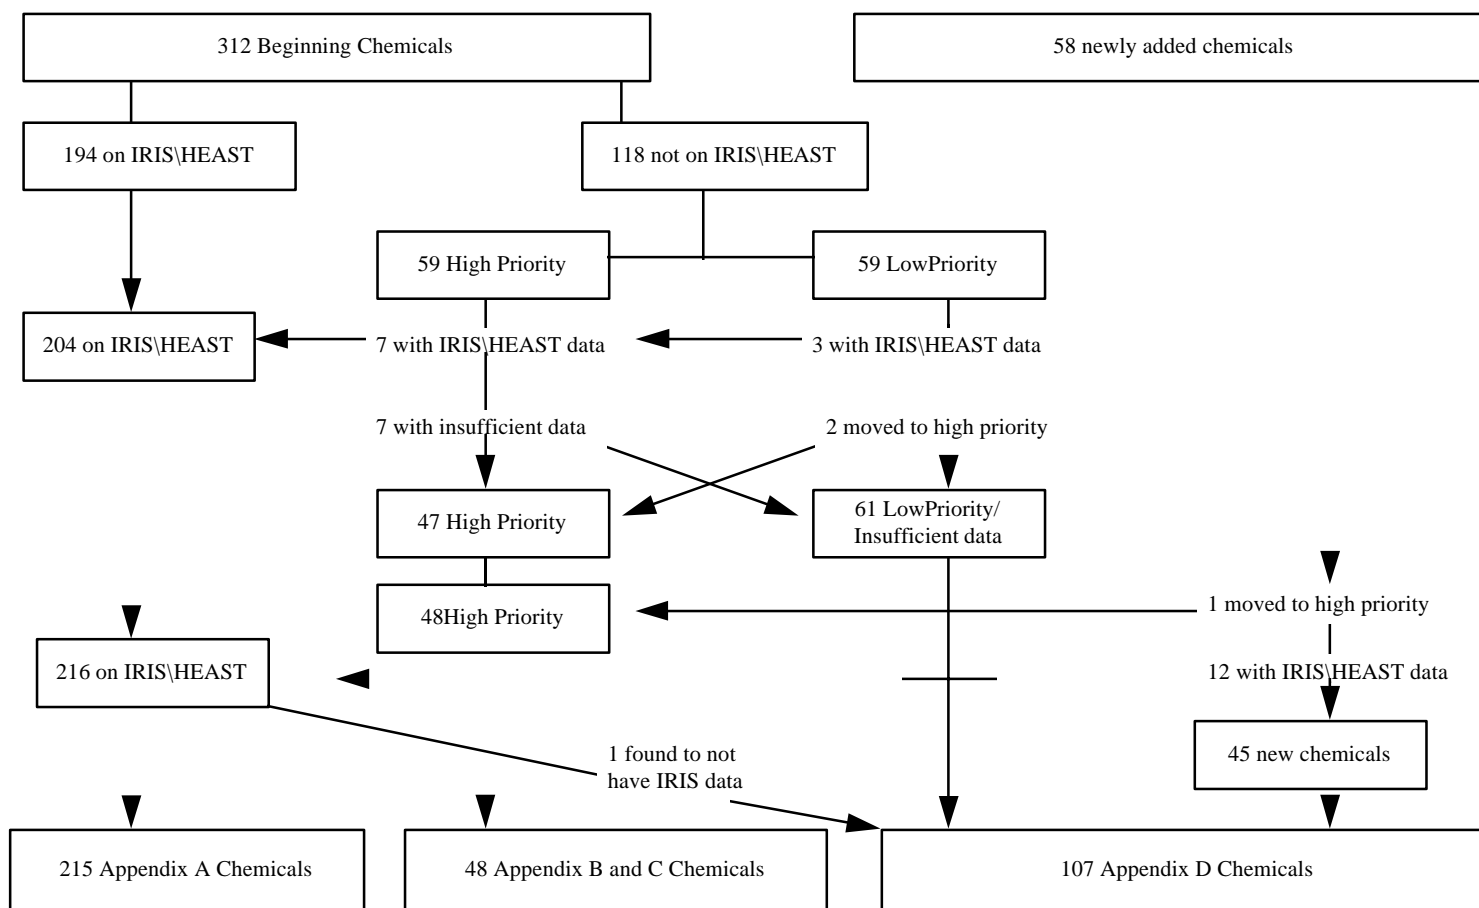 312 Beginning Chemicals
58 newly added chemicals
194 on IRIS\HEAST
118 not on IRIS\HEAST
59 High Priority
59 LowPriority
204 on IRIS\HEAST
7 with IRIS\HEAST data
3 with IRIS\HEAST data
7 with insufficient data
2 moved to high priority
47 High Priority
61 LowPriority/
Insufficient data
48High Priority
1 moved to high priority
216 on IRIS\HEAST
12 with IRIS\HEAST data
1 found to not
have IRIS data
45 new chemicals
215 Appendix A Chemicals
48 Appendix B and C Chemicals
107 Appendix D Chemicals